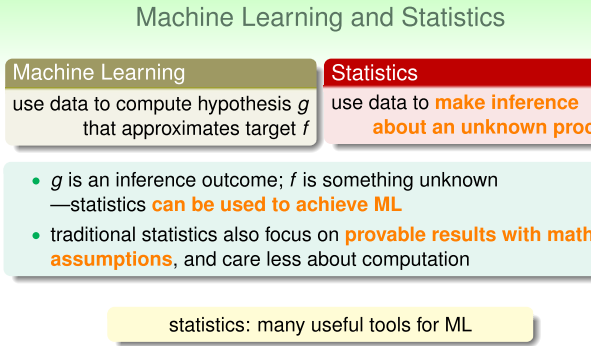 Machine Learning and Statistics
Machine Learning
use data to compute hypothesis g
that approximates target f
Statistics
use data to make inference
about an unknown
g is an inference outcome; f is something unknown
—statistics can be used to achieve ML
traditional statistics also focus on provable results with math
assumptions, and care less about computation
statistics: many useful tools for ML